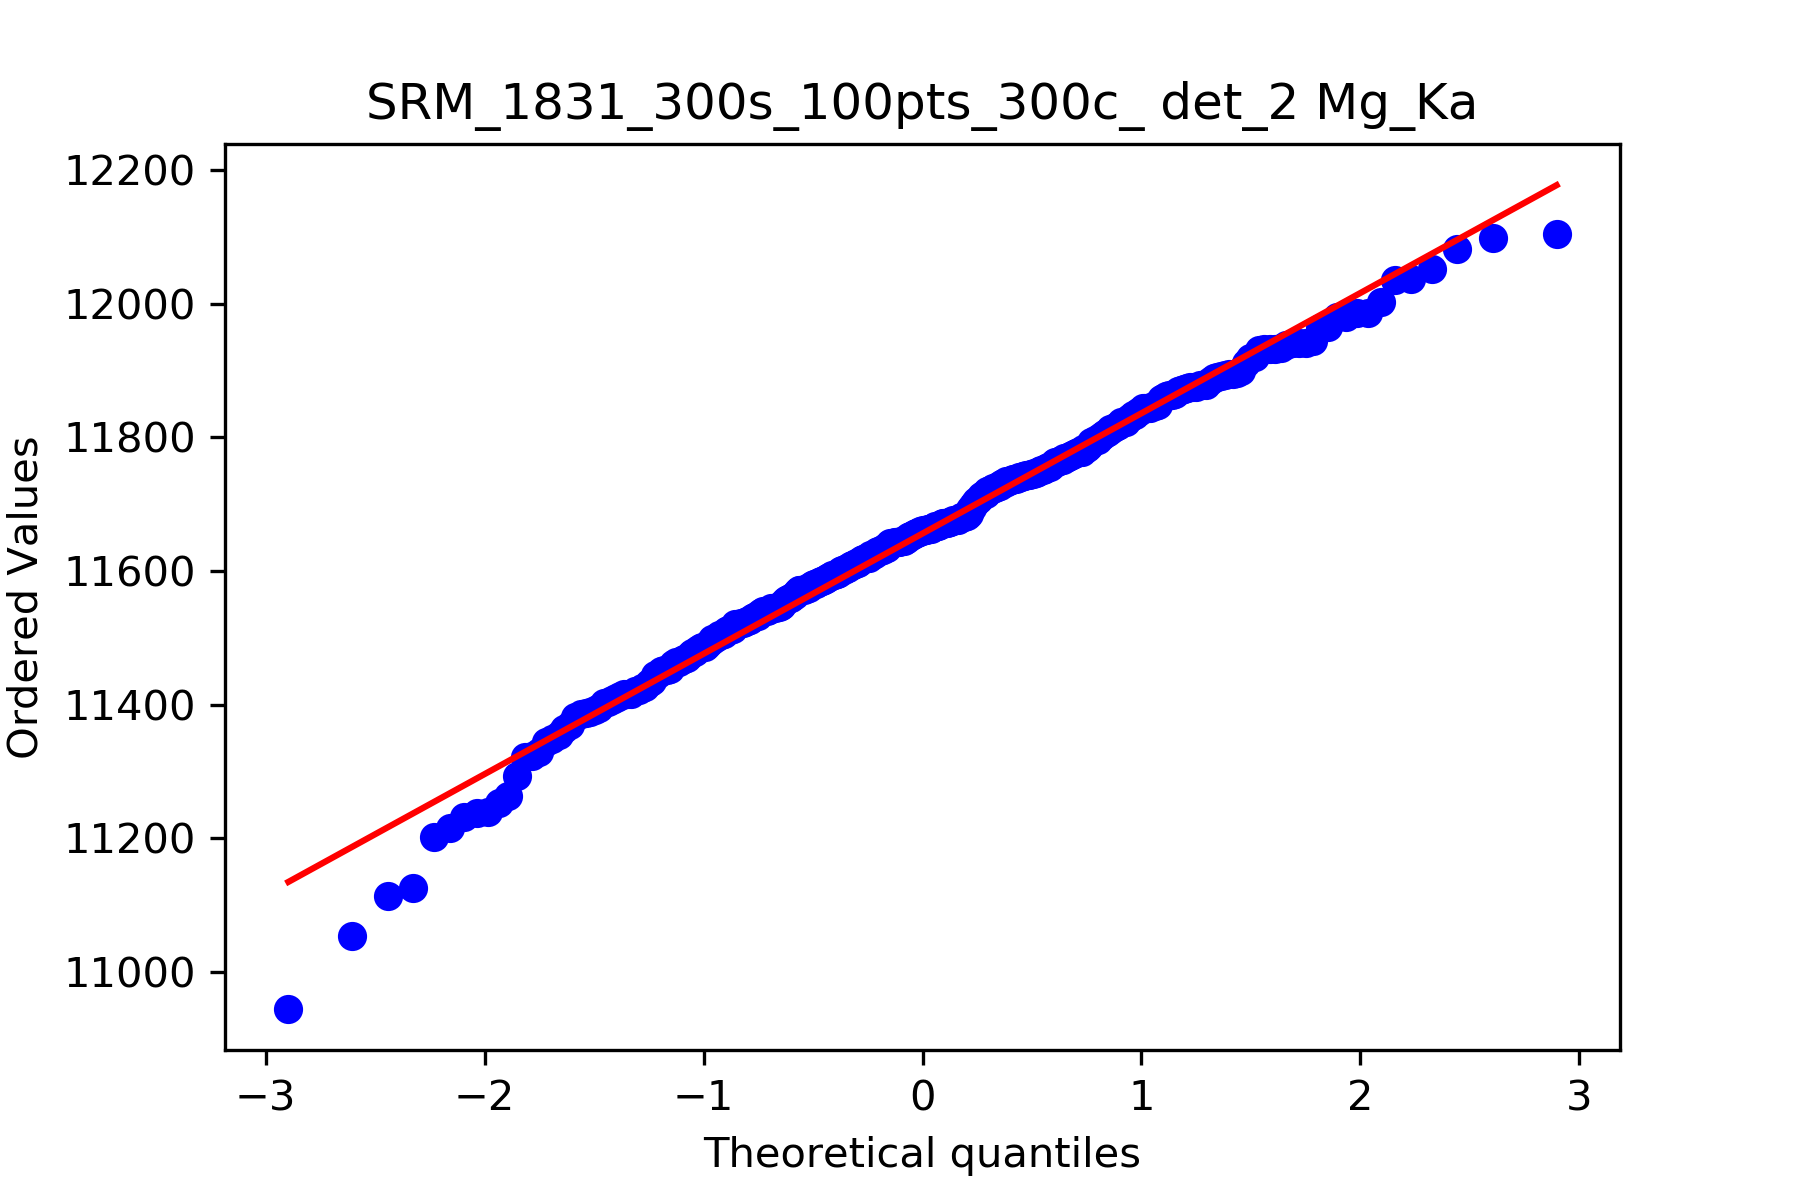 SRM_1831_300s_100pts_300c_ det_2 Mg_Ka
12200
12000
11800
11600
11400
11200
11000
Ordered Values
−3 −2 −1 0 1 2 3
Theoretical quantiles